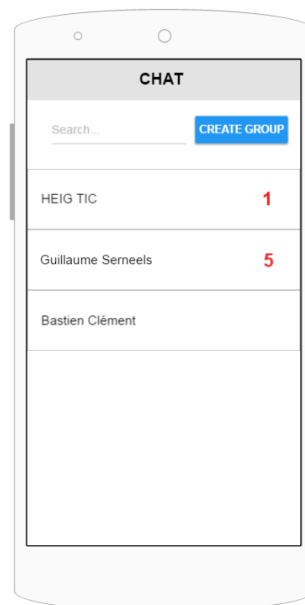 CHAT
Search... CREATE GROUP
HEIG TIC 1
Guillaume Serneels 5
Bastien Clément